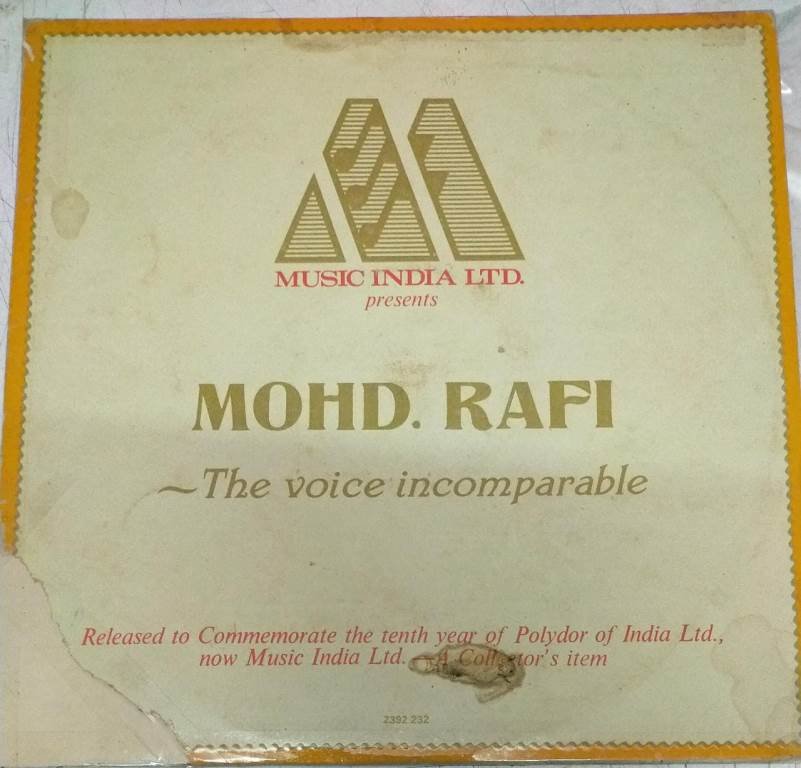 MUSIC INDIA LTD.
presents
MOHD. RAFI
~The voice incomparable
Released to Commemorate the tenth year of Polydor of India Ltd.,
now Music India Ltd. —A Collector's item
2392 232